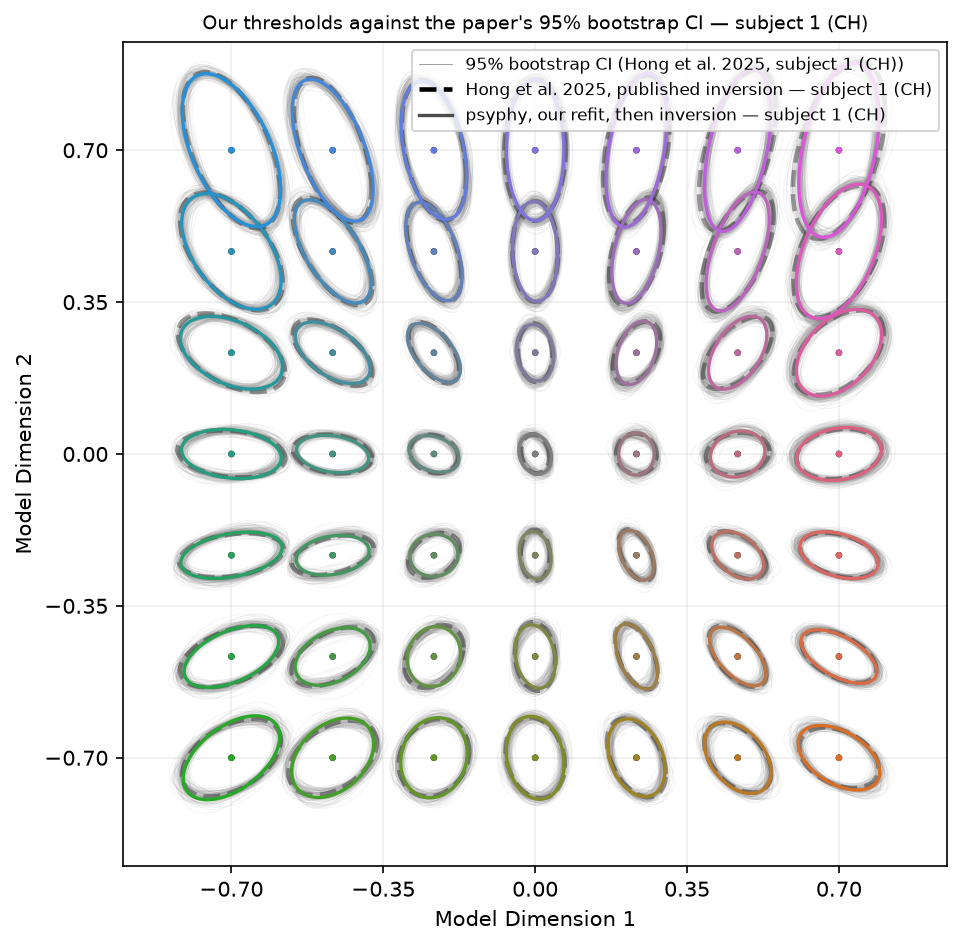 Our thresholds against the paper's 95% bootstrap CI — subject 1 (CH)
95% bootstrap CI (Hong et al. 2025, subject 1 (CH))
Hong et al. 2025, published inversion — subject 1 (CH)
psyphy, our refit, then inversion — subject 1 (CH)
0.70
0.35
0.00
−0.35
−0.70
Model Dimension 2
−0.70 −0.35 0.00 0.35 0.70
Model Dimension 1